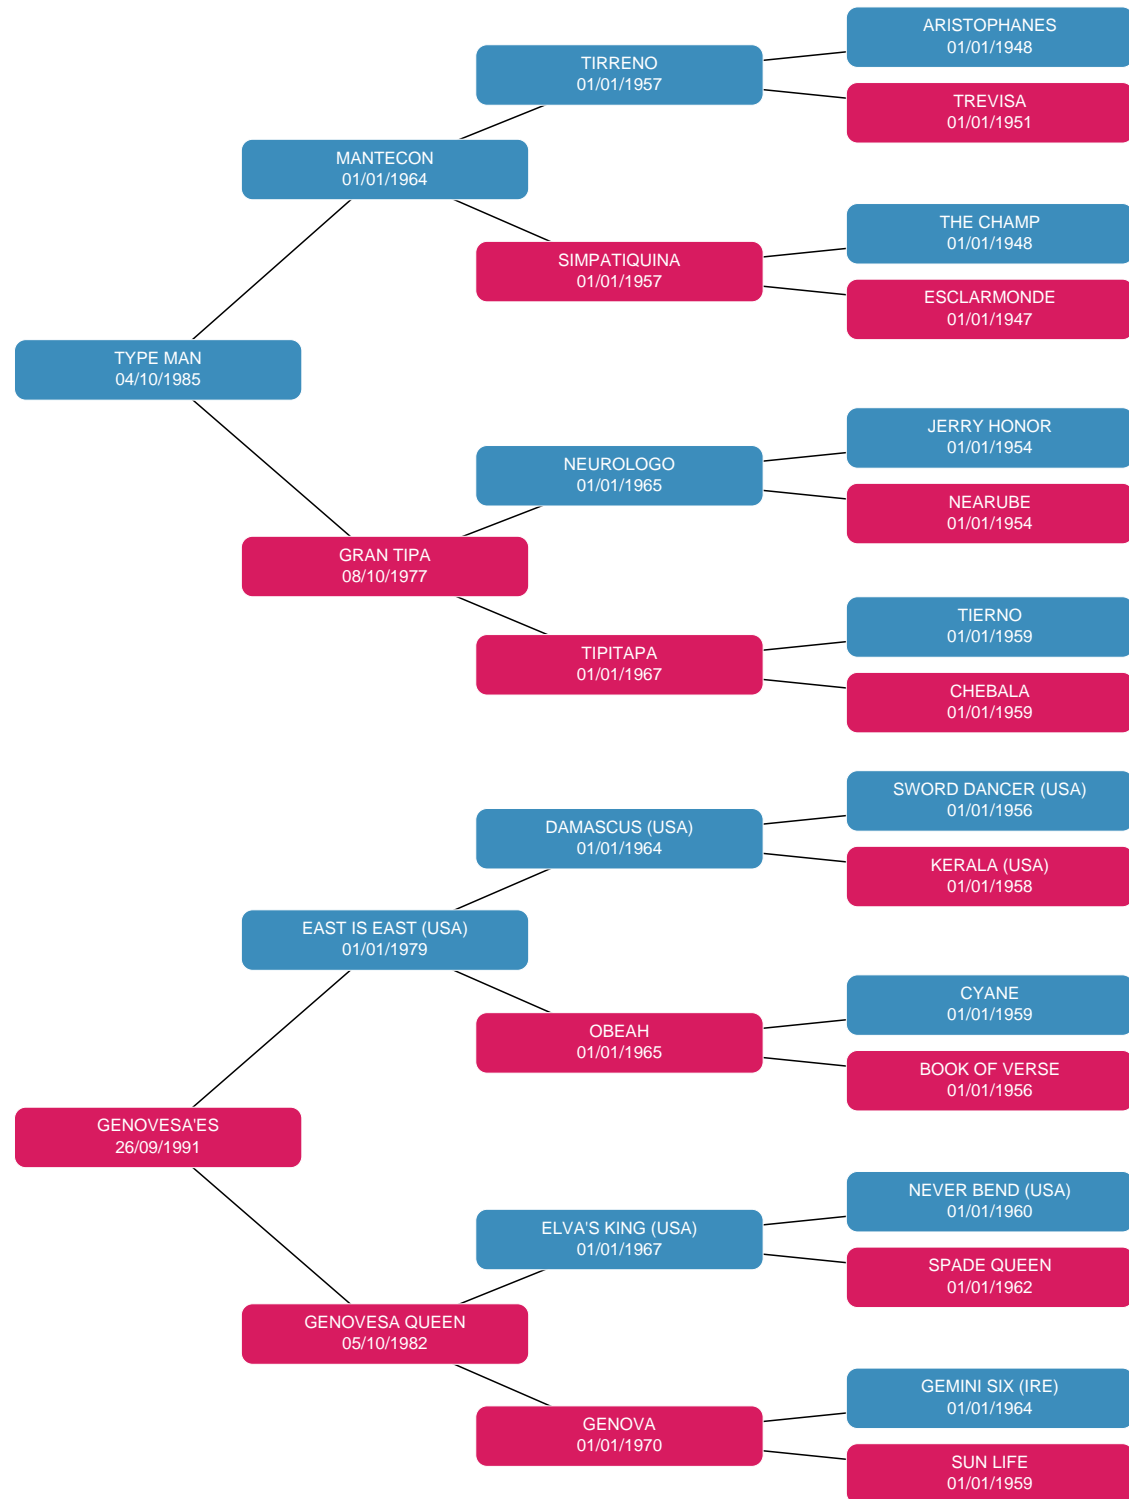 ARISTOPHANES
01/01/1948
TIRRENO
01/01/1957
TREVISA
01/01/1951
MANTECON
01/01/1964
THE CHAMP
01/01/1948
SIMPATIQUINA
01/01/1957
ESCLARMONDE
01/01/1947
TYPE MAN
04/10/1985
JERRY HONOR
01/01/1954
NEUROLOGO
01/01/1965
NEARUBE
01/01/1954
GRAN TIPA
08/10/1977
TIERNO
01/01/1959
TIPITAPA
01/01/1967
CHEBALA
01/01/1959
SWORD DANCER (USA)
01/01/1956
DAMASCUS (USA)
01/01/1964
KERALA (USA)
01/01/1958
EAST IS EAST (USA)
01/01/1979
CYANE
01/01/1959
OBEAH
01/01/1965
BOOK OF VERSE
01/01/1956
GENOVESA'ES
26/09/1991
NEVER BEND (USA)
01/01/1960
ELVA'S KING (USA)
01/01/1967
SPADE QUEEN
01/01/1962
GENOVESA QUEEN
05/10/1982
GEMINI SIX (IRE)
01/01/1964
GENOVA
01/01/1970
SUN LIFE
01/01/1959